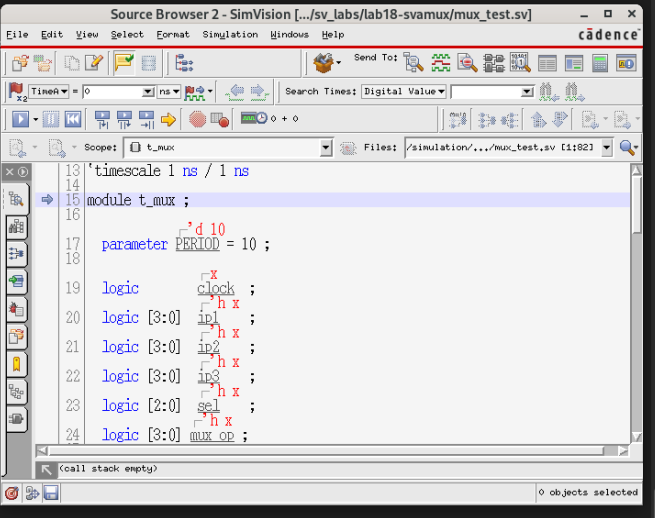 Source Browser 2 - SimVision [.../sv_labs/lab18-svamux/mux_test.sv]
File Edit View Select Format Simulation Windows Help cādence
Send To:
x2 TimeA = 0 ns Search Times: Digital Value
0 + 0
Scope: t_mux Files: /simulation/.../mux_test.sv [1:82]
13 `timescale 1 ns / 1 ns
14
15 module t_mux ;
16
'd 10
17 parameter PERIOD = 10 ;
18
x
19 logic clock ;
'h x
20 logic [3:0] ip1 ;
'h x
21 logic [3:0] ip2 ;
'h x
22 logic [3:0] ip3 ;
'h x
23 logic [2:0] sel ;
'h x
24 logic [3:0] mux_op ;
(call stack empty)
0 objects selected